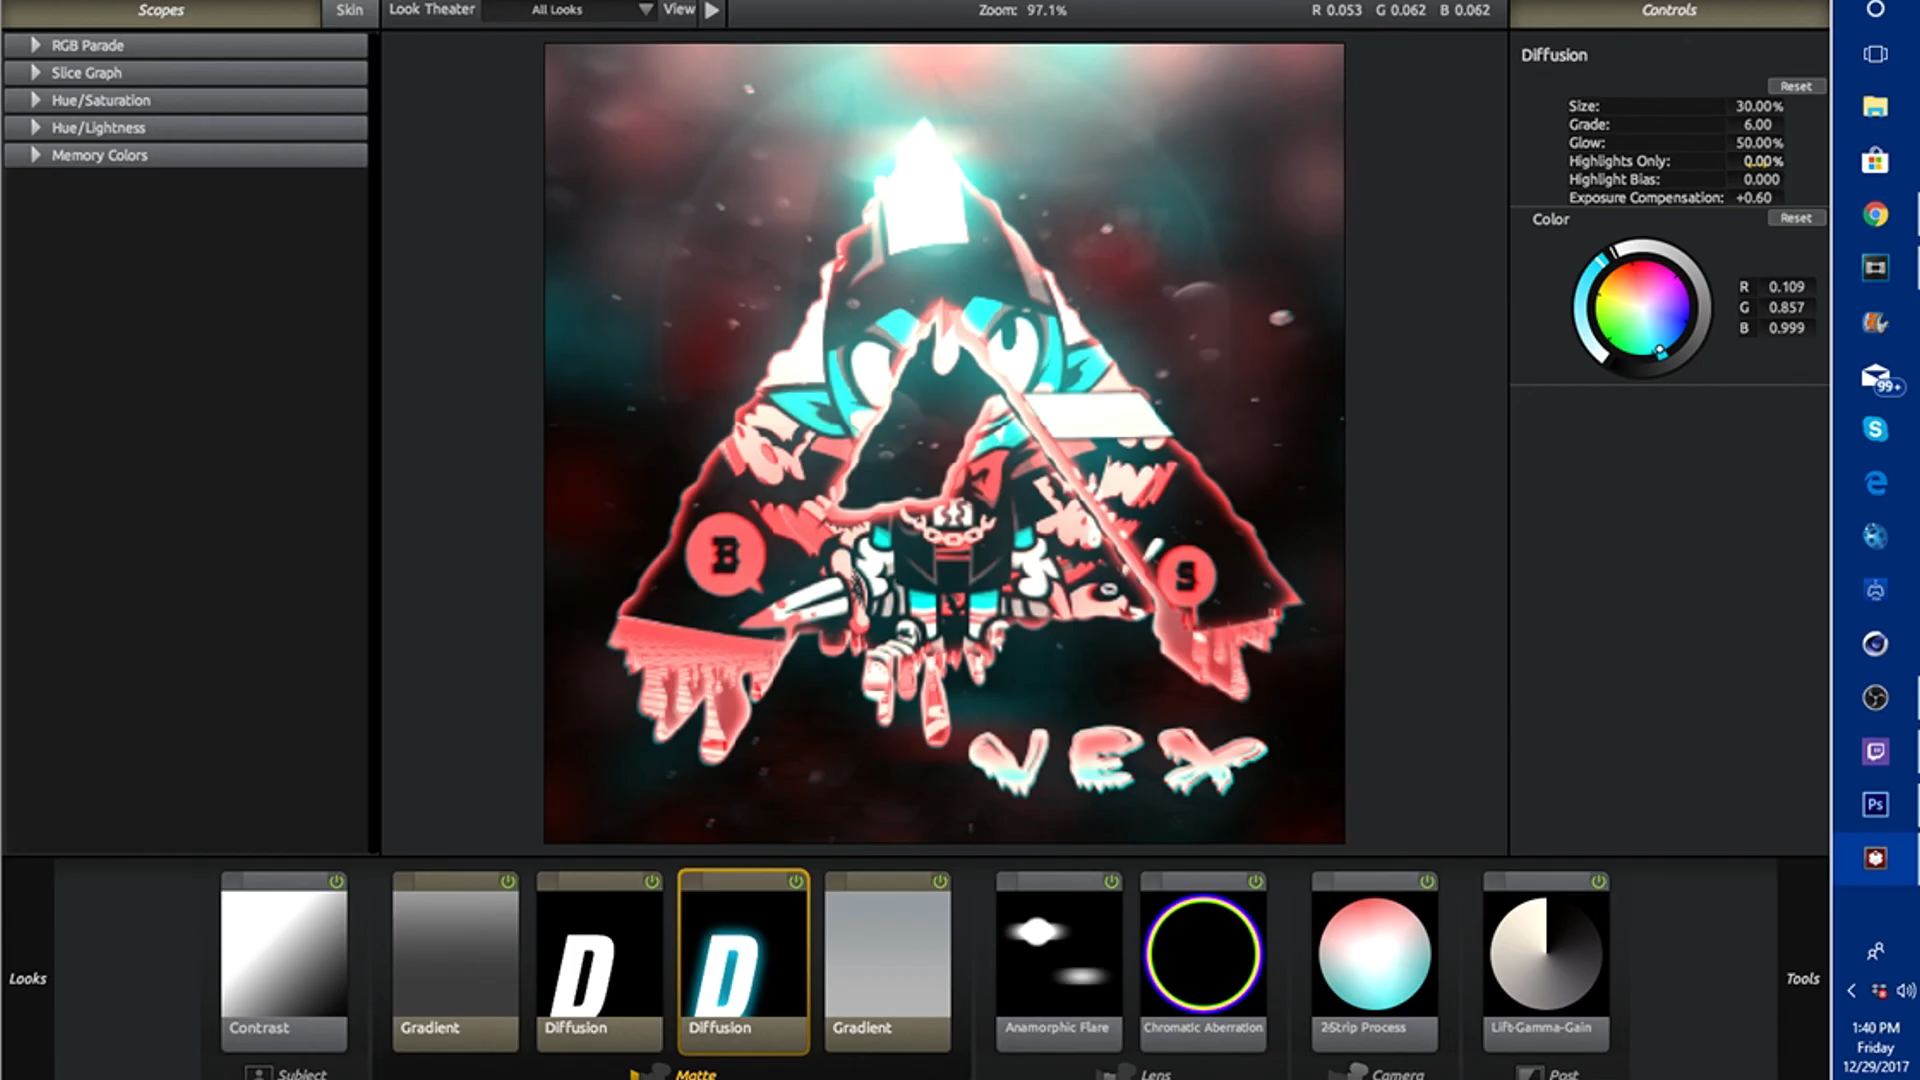 Scopes
Skin
Look Theater
All Looks
View
Zoom: 97.1%
R 0.053 G 0.062 B 0.062
Controls
RGB Parade
Slice Graph
Hue/Saturation
Hue/Lightness
Memory Colors
Diffusion
Reset
Size: 30.00%
Grade: 6.00
Glow: 50.00%
Highlights Only: 0.00%
Highlight Bias: 0.000
Exposure Compensation: +0.60
Color
Reset
R 0.109
G 0.857
B 0.999
99+
S
e
Ps
B
S
VEX
D
D
Contrast
Gradient
Diffusion
Diffusion
Gradient
Anamorphic Flare
Chromatic Aberration
2-Strip Process
Lift-Gamma-Gain
Looks
Tools
Subject
Matte
Lens
Camera
Post
1:40 PM
Friday
12/29/2017